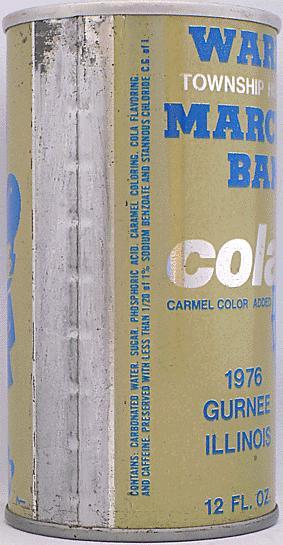 WAR
TOWNSHIP H
MARC
BA
cola
CARMEL COLOR ADDED
1976
GURNEE
ILLINOIS
12 FL. OZ.
CONTAINS: CARBONATED WATER, SUGAR, PHOSPHORIC ACID, CARAMEL COLORING, COLA FLAVORING,
AND CAFFEINE. PRESERVED WITH LESS THAN 1/20 of 1% SODIUM BENZOATE AND STANNOUS CHLORIDE